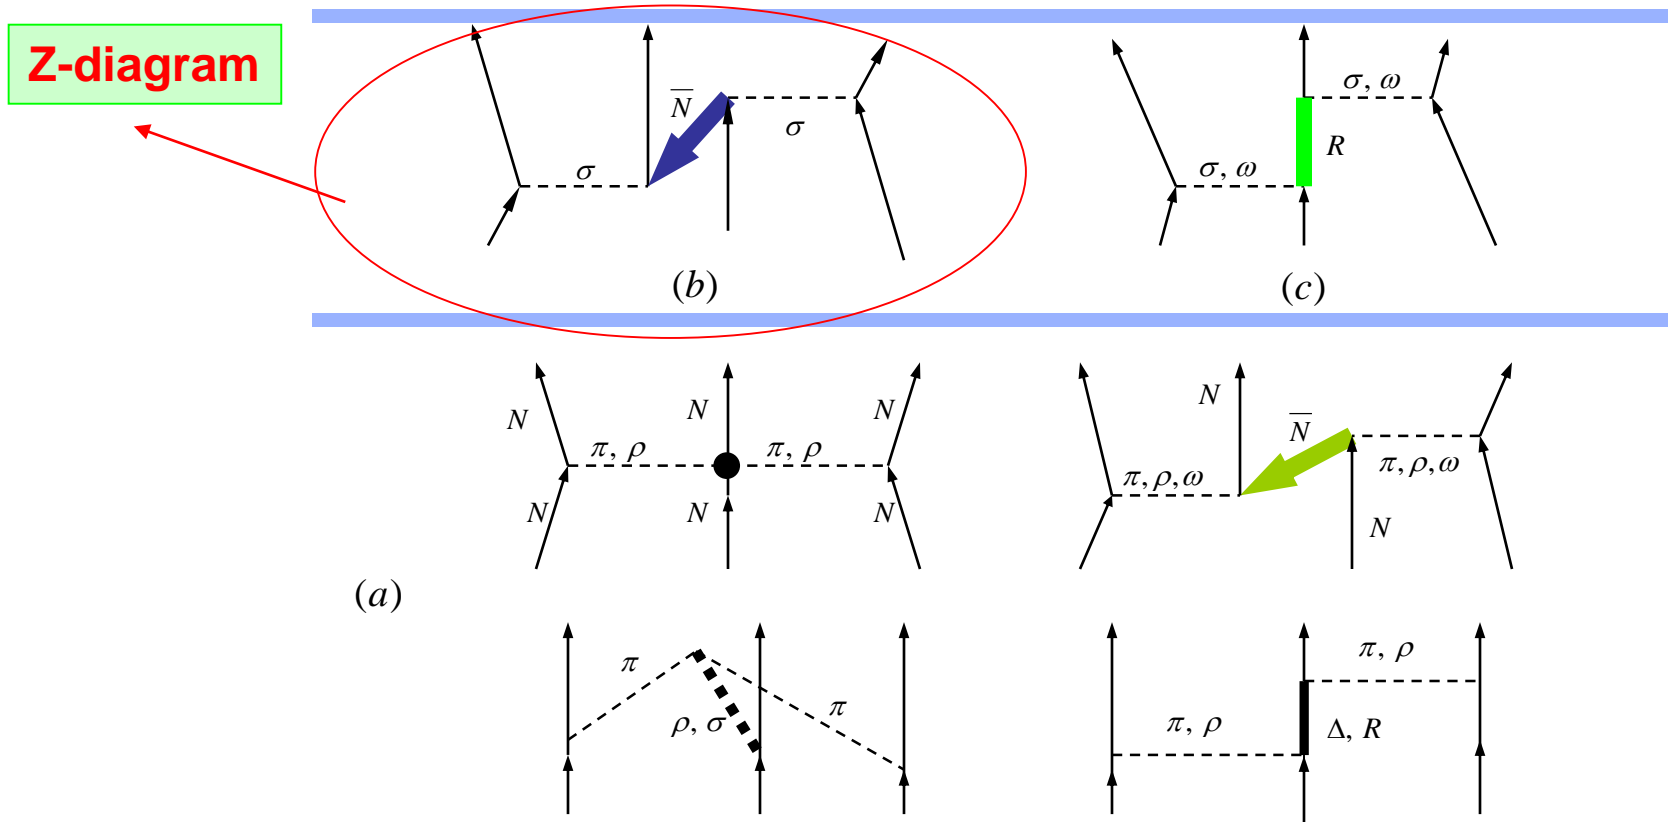 Z-diagram
N̅
σ
σ
(b)
σ, ω
R
σ, ω
(c)
N
N
N
π, ρ
π, ρ
N
N
N
N
N̅
π, ρ, ω
π, ρ, ω
N
(a)
π
ρ, σ
π
π, ρ
π, ρ
Δ, R